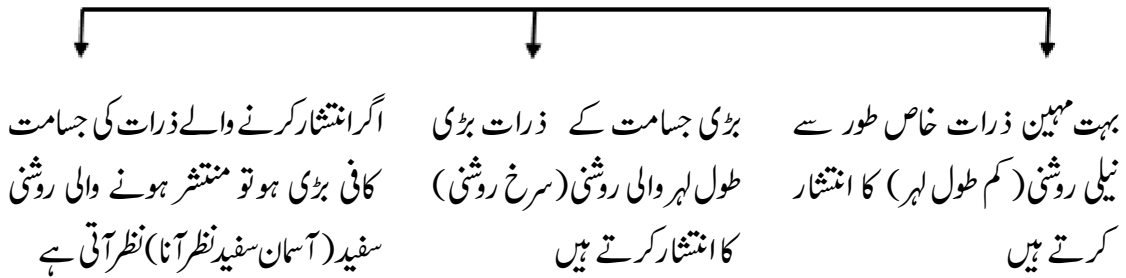 بہت مہین ذرات خاص طور سے
نیلی روشنی (کم طول لہر) کا انتشار
کرتے ہیں
بڑی جسامت کے ذرات بڑی
طول لہر والی روشنی (سرخ روشنی)
کا انتشار کرتے ہیں
اگر انتشار کرنے والے ذرات کی جسامت
کافی بڑی ہو تو منتشر ہونے والی روشنی
سفید (آسمان سفید نظر آنا) نظر آتی ہے